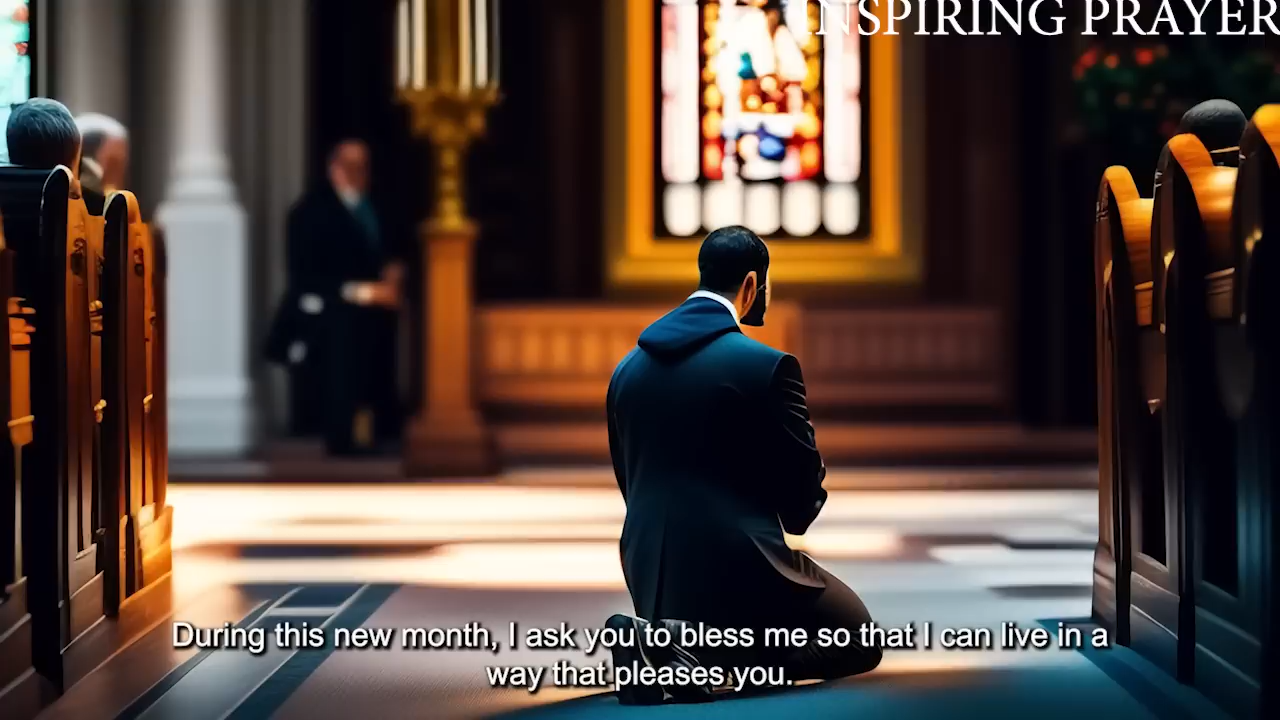 INSPIRING PRAYER
During this new month, I ask you to bless me so that I can live in a
way that pleases you.